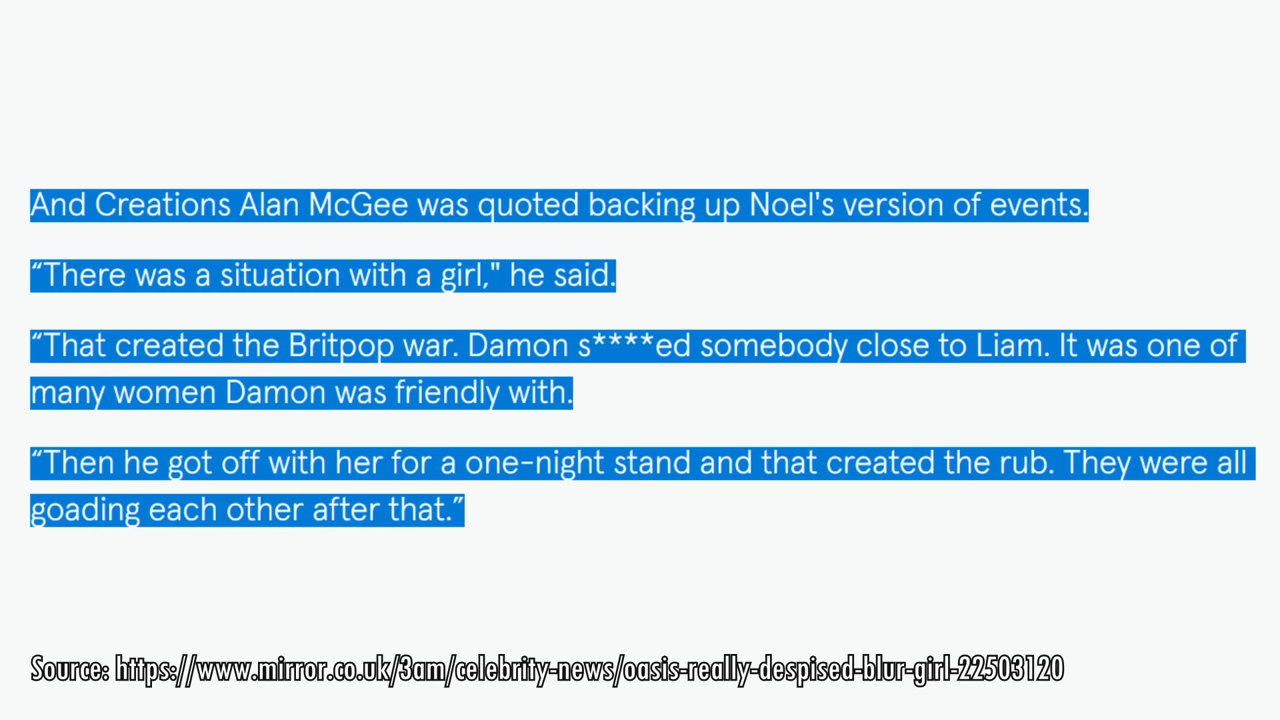 And Creations Alan McGee was quoted backing up Noel's version of events.
“There was a situation with a girl," he said.
“That created the Britpop war. Damon s****ed somebody close to Liam. It was one of
many women Damon was friendly with.
“Then he got off with her for a one-night stand and that created the rub. They were all
goading each other after that.”
Source: https://www.mirror.co.uk/3am/celebrity-news/oasis-really-despised-blur-girl-22503120